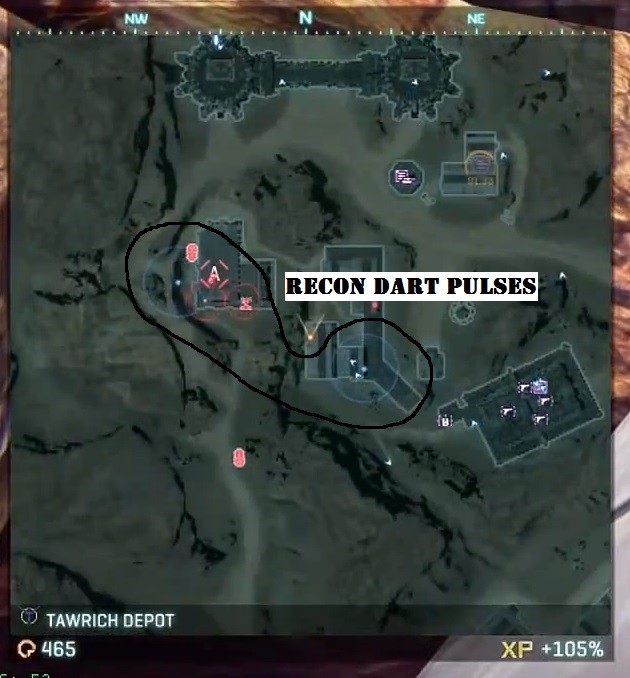 NW N NE
A
RECON DART PULSES
B
TAWRICH DEPOT
465 XP +105%